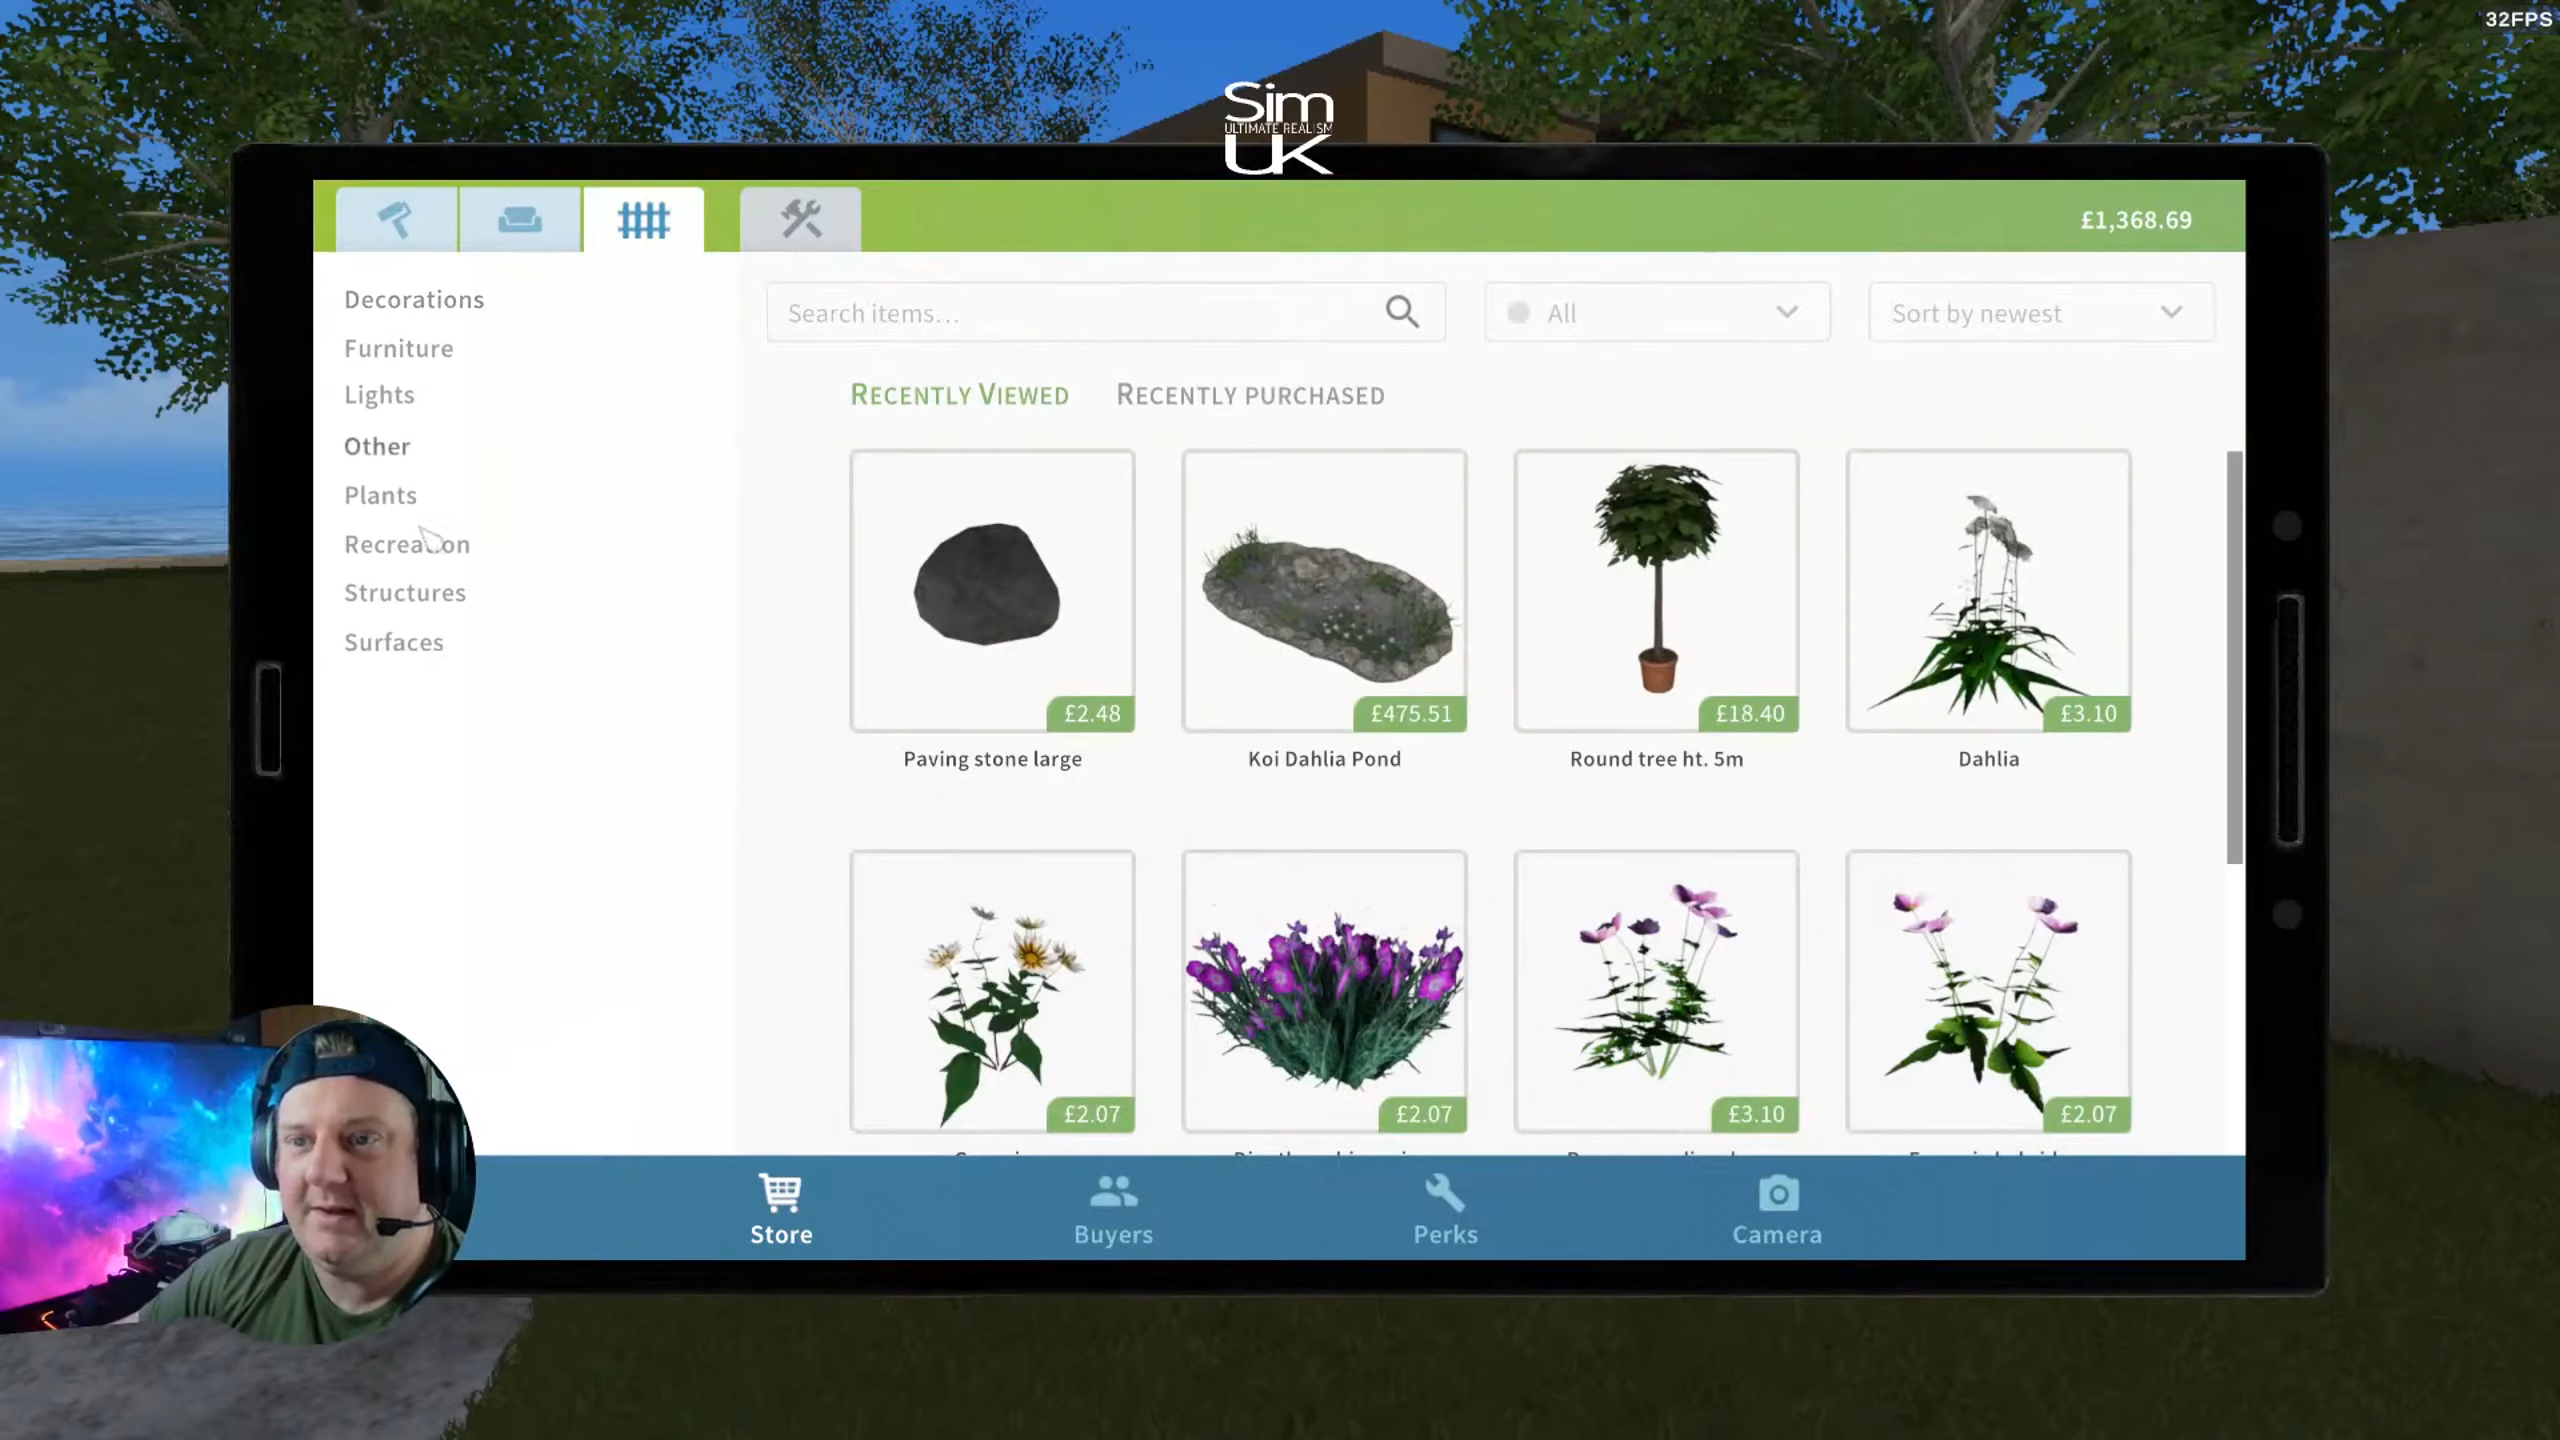 32FPS
Sim
ULTIMATE REALISM
UK
£1,368.69
Decorations
Furniture
Lights
Other
Plants
Recreation
Structures
Surfaces
Search items...
All
Sort by newest
RECENTLY VIEWED
RECENTLY PURCHASED
£2.48
£475.51
£18.40
£3.10
Paving stone large
Koi Dahlia Pond
Round tree ht. 5m
Dahlia
£2.07
£2.07
£3.10
£2.07
Store
Buyers
Perks
Camera